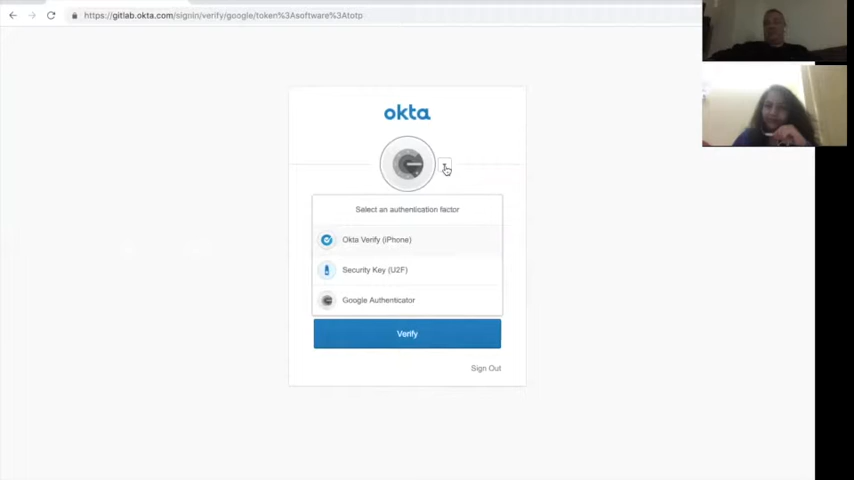 https://gitlab.okta.com/signin/verify/google/token%3Asoftware%3Atotp
okta
Select an authentication factor
Okta Verify (iPhone)
Security Key (U2F)
Google Authenticator
Verify
Sign Out